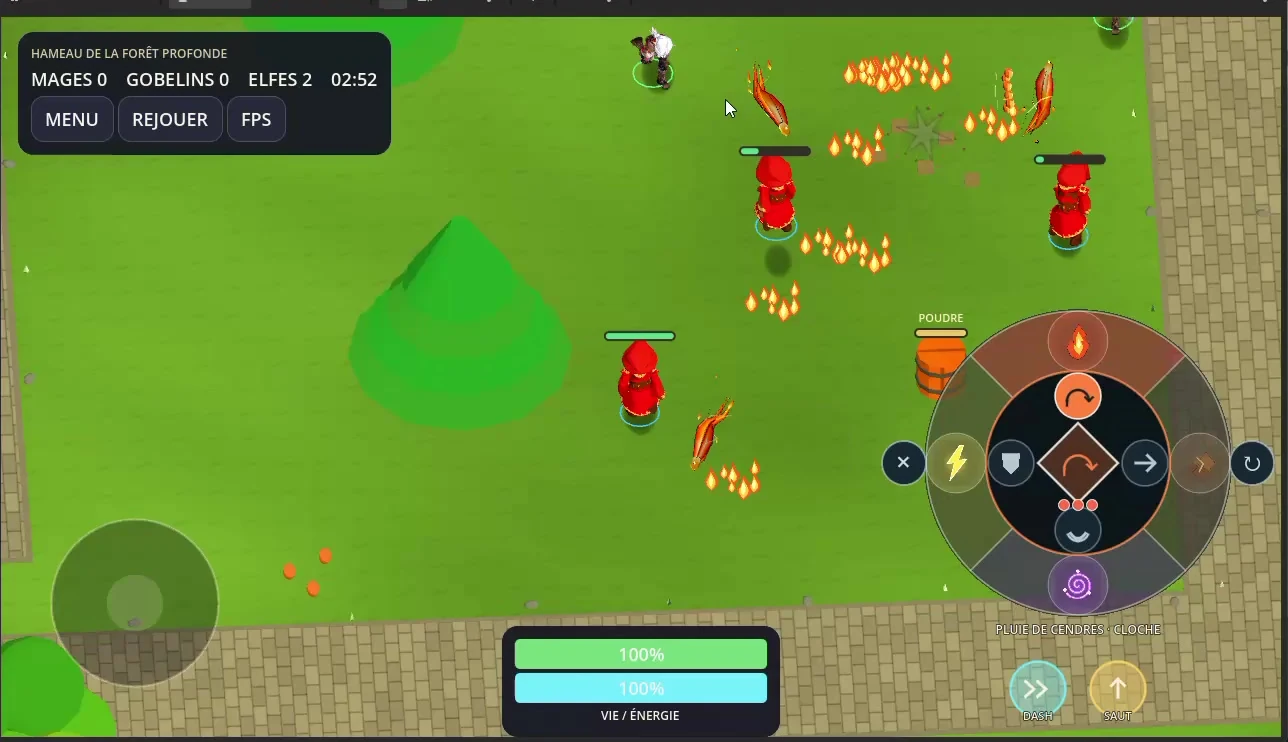 HAMEAU DE LA FORÊT PROFONDE
MAGES 0 GOBELINS 0 ELFES 2 02:52
MENU REJOUER FPS
POUDRE
PLUIE DE CENDRES · CLOCHE
100%
100%
VIE / ÉNERGIE
DASH SAUT